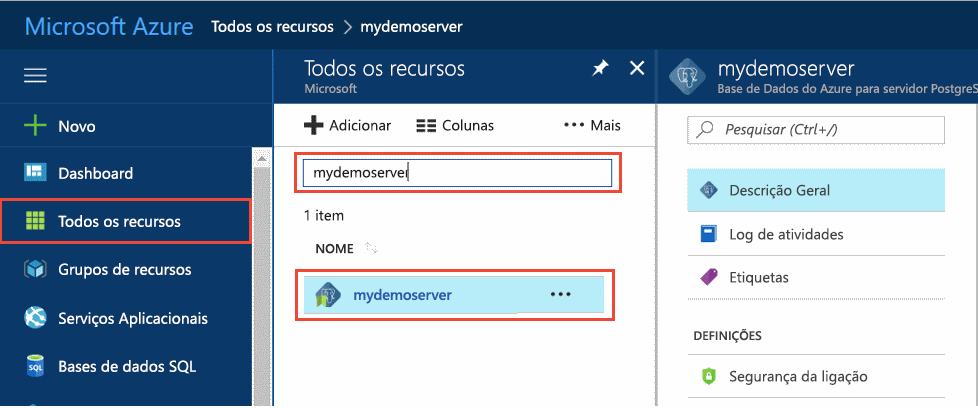 Microsoft Azure Todos os recursos > mydemoserver
Novo
Dashboard
Todos os recursos
Grupos de recursos
Serviços Aplicacionais
Bases de dados SQL
Todos os recursos
Microsoft
Adicionar Colunas ••• Mais
mydemoserver
1 item
NOME
mydemoserver •••
mydemoserver
Base de Dados do Azure para servidor PostgreS
Pesquisar (Ctrl+/)
Descrição Geral
Log de atividades
Etiquetas
DEFINIÇÕES
Segurança da ligação